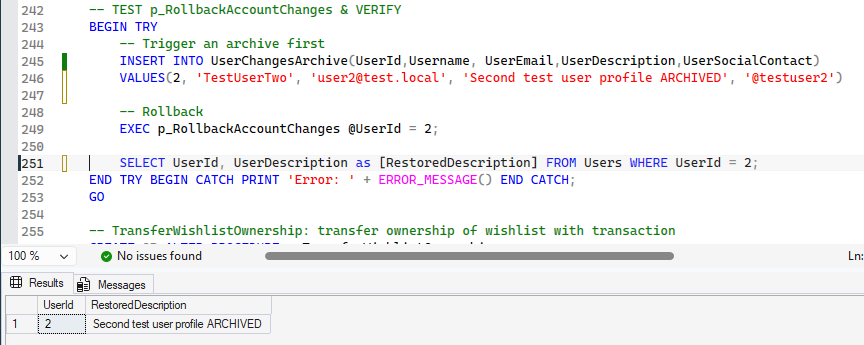 242 -- TEST p_RollbackAccountChanges & VERIFY
243 BEGIN TRY
244 -- Trigger an archive first
245 INSERT INTO UserChangesArchive(UserId,Username, UserEmail,UserDescription,UserSocialContact)
246 VALUES(2, 'TestUserTwo', 'user2@test.local', 'Second test user profile ARCHIVED', '@testuser2')
247
248 -- Rollback
249 EXEC p_RollbackAccountChanges @UserId = 2;
250
251 SELECT UserId, UserDescription as [RestoredDescription] FROM Users WHERE UserId = 2;
252 END TRY BEGIN CATCH PRINT 'Error: ' + ERROR_MESSAGE() END CATCH;
253 GO
254
255 -- TransferWishlistOwnership: transfer ownership of wishlist with transaction
100 % No issues found Ln:
Results Messages
UserId RestoredDescription
1 2 Second test user profile ARCHIVED